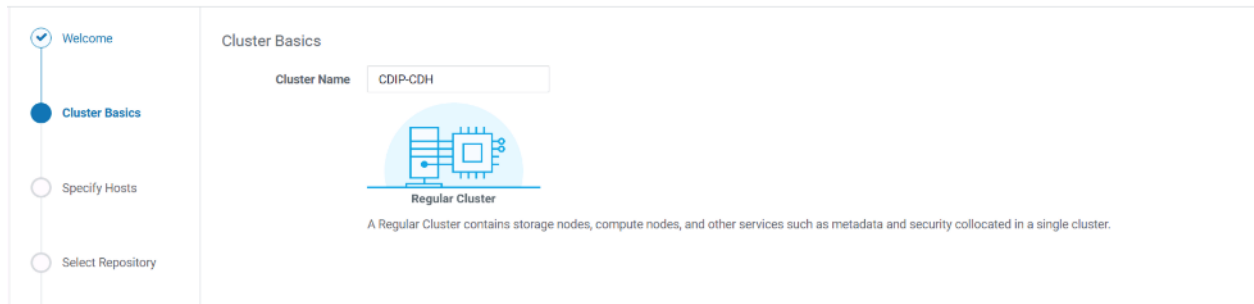 Welcome
Cluster Basics
Specify Hosts
Select Repository
Cluster Basics
Cluster Name CDIP-CDH
Regular Cluster
A Regular Cluster contains storage nodes, compute nodes, and other services such as metadata and security collocated in a single cluster.